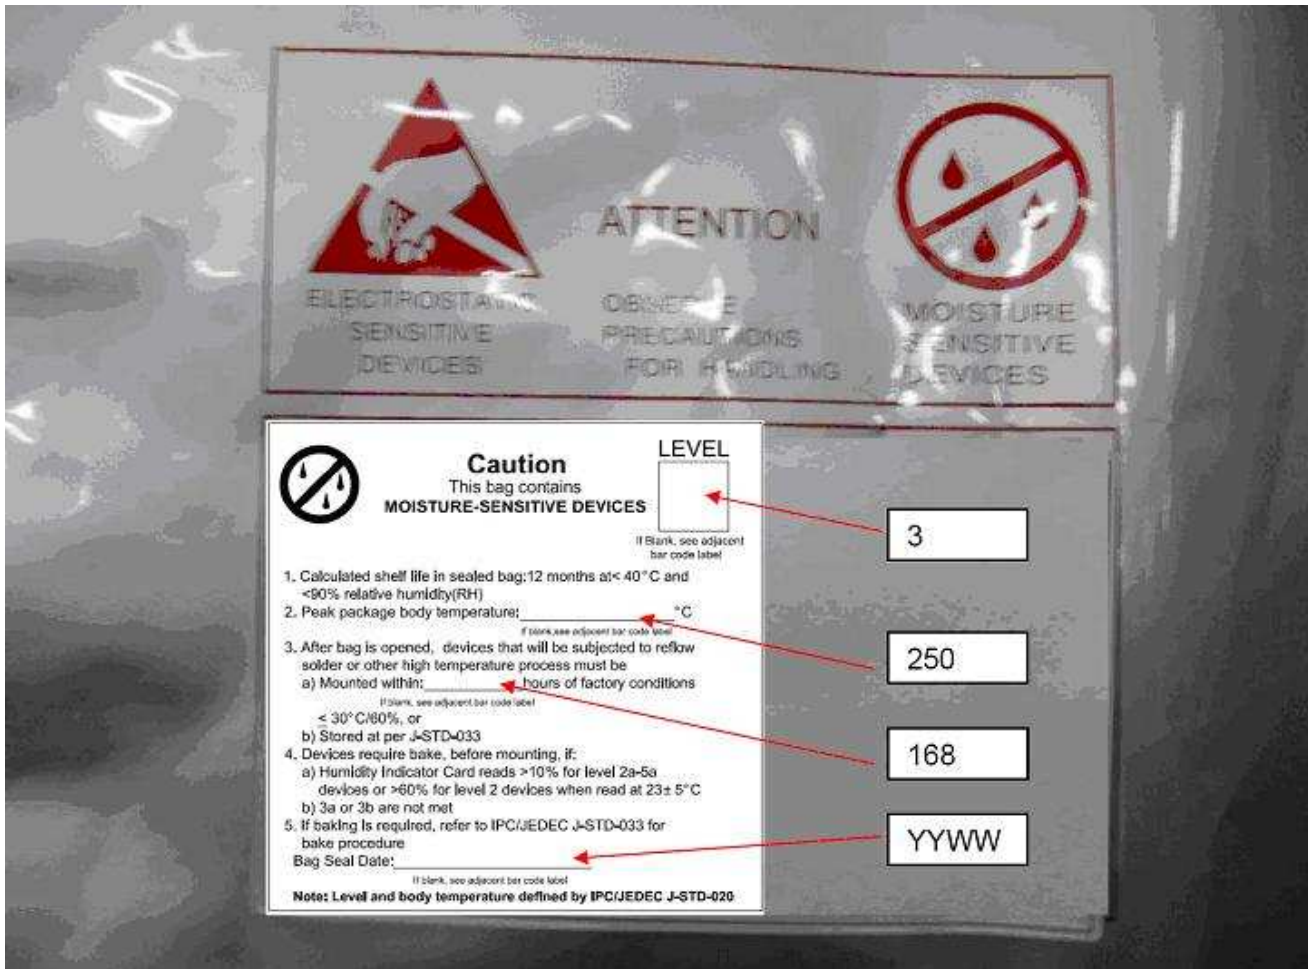 ATTENTION
ELECTROSTATIC
SENSITIVE
DEVICES
OBSERVE
PRECAUTIONS
FOR HANDLING
MOISTURE
SENSITIVE
DEVICES
LEVEL
Caution
This bag contains
MOISTURE-SENSITIVE DEVICES
If Blank, see adjacent
bar code label
1. Calculated shelf life in sealed bag:12 months at< 40°C and
<90% relative humidity(RH)
2. Peak package body temperature:____________°C
If blank,see adjacent bar code label
3. After bag is opened, devices that will be subjected to reflow
solder or other high temperature process must be
a) Mounted within:__________hours of factory conditions
If blank, see adjacent bar code label
≤ 30°C/60%, or
b) Stored at per J-STD-033
4. Devices require bake, before mounting, if:
a) Humidity Indicator Card reads >10% for level 2a-5a
devices or >60% for level 2 devices when read at 23± 5°C
b) 3a or 3b are not met
5. If baking is required, refer to IPC/JEDEC J-STD-033 for
bake procedure
Bag Seal Date:________________
If blank, see adjacent bar code label
Note: Level and body temperature defined by IPC/JEDEC J-STD-020
3
250
168
YYWW